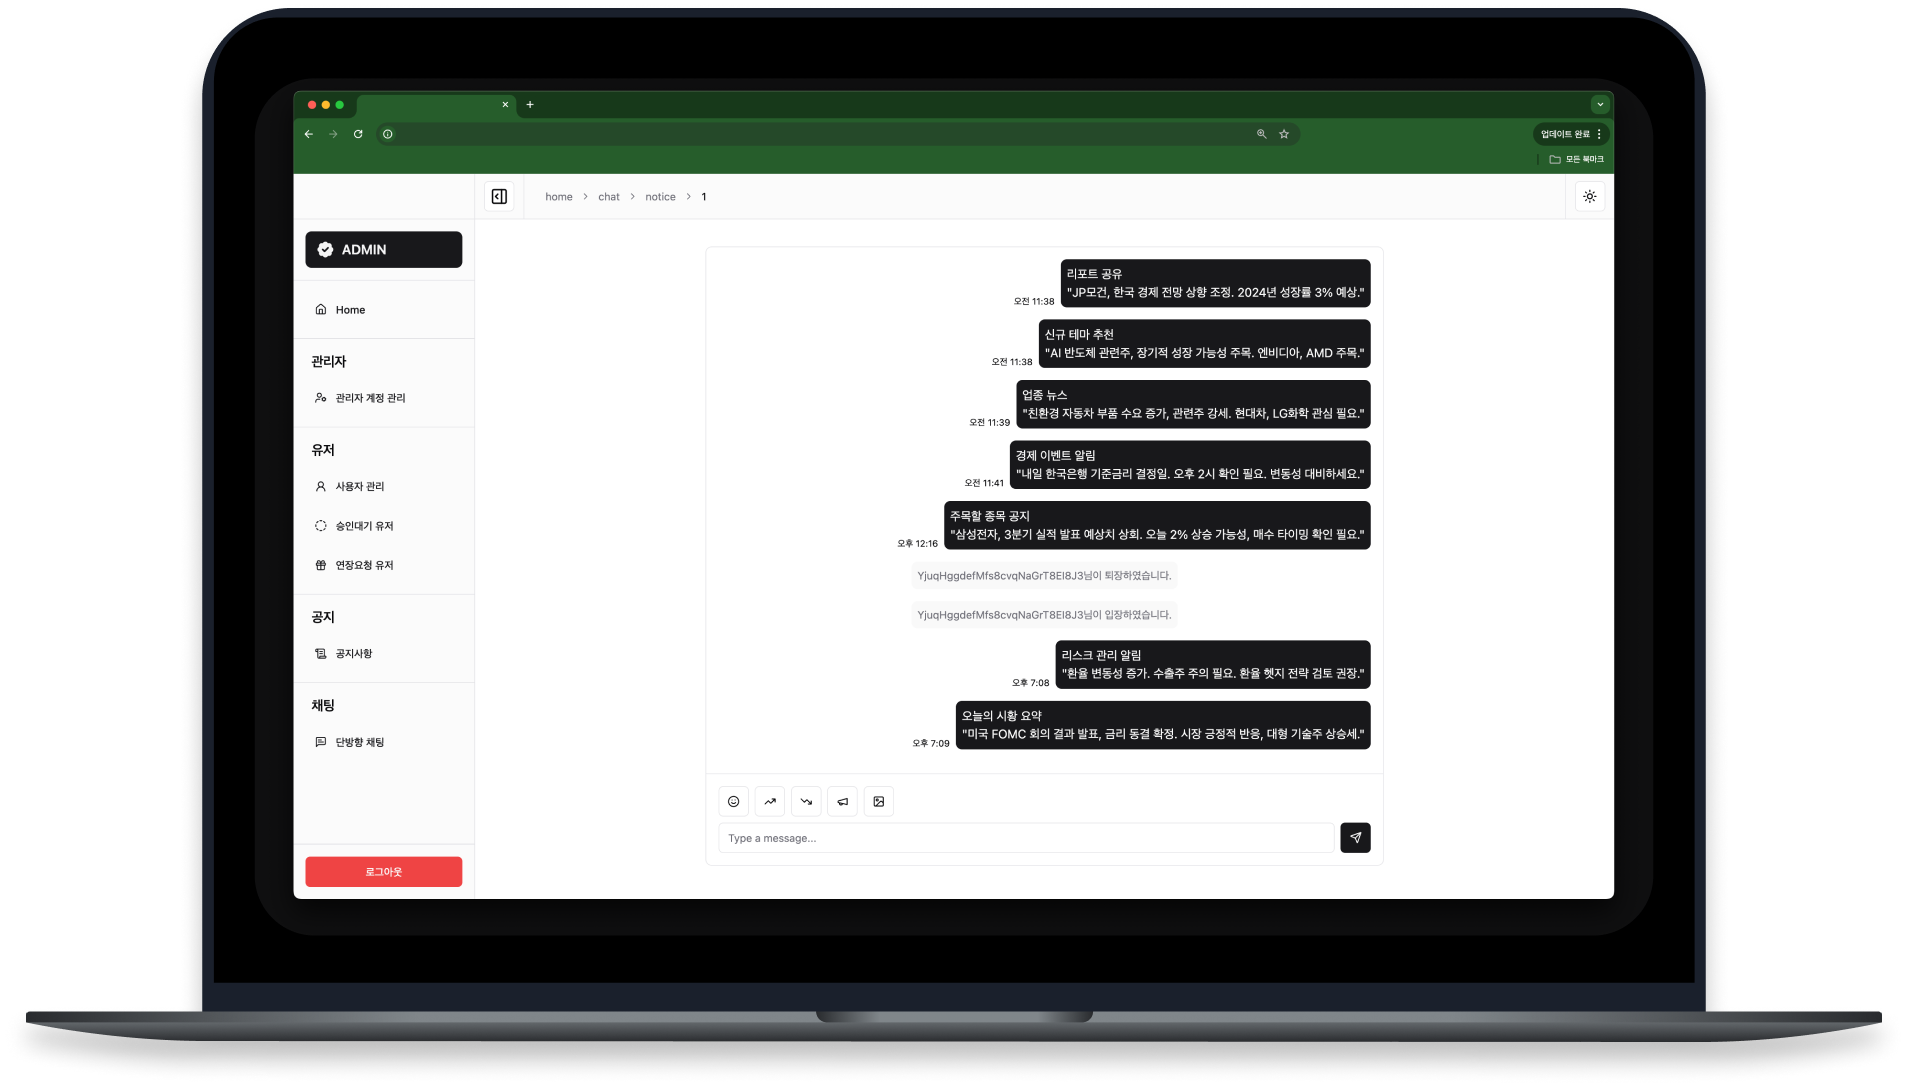 업데이트 완료
모든 북마크
home > chat > notice > 1
ADMIN
Home
관리자
관리자 계정 관리
유저
사용자 관리
승인대기 유저
연장요청 유저
공지
공지사항
채팅
단방향 채팅
로그아웃
리포트 공유
"JP모건, 한국 경제 전망 상향 조정. 2024년 성장률 3% 예상."
오전 11:38
신규 테마 추천
"AI 반도체 관련주, 장기적 성장 가능성 주목. 엔비디아, AMD 주목."
오전 11:38
업종 뉴스
"친환경 자동차 부품 수요 증가, 관련주 강세. 현대차, LG화학 관심 필요."
오전 11:39
경제 이벤트 알림
"내일 한국은행 기준금리 결정일. 오후 2시 확인 필요. 변동성 대비하세요."
오전 11:41
주목할 종목 공지
"삼성전자, 3분기 실적 발표 예상치 상회. 오늘 2% 상승 가능성, 매수 타이밍 확인 필요."
오후 12:16
YjuqHggdefMfs8cvqNaGrT8EI8J3님이 퇴장하였습니다.
YjuqHggdefMfs8cvqNaGrT8EI8J3님이 입장하였습니다.
리스크 관리 알림
"환율 변동성 증가. 수출주 주의 필요. 환율 헷지 전략 검토 권장."
오후 7:08
오늘의 시황 요약
"미국 FOMC 회의 결과 발표, 금리 동결 확정. 시장 긍정적 반응, 대형 기술주 상승세."
오후 7:09
Type a message...